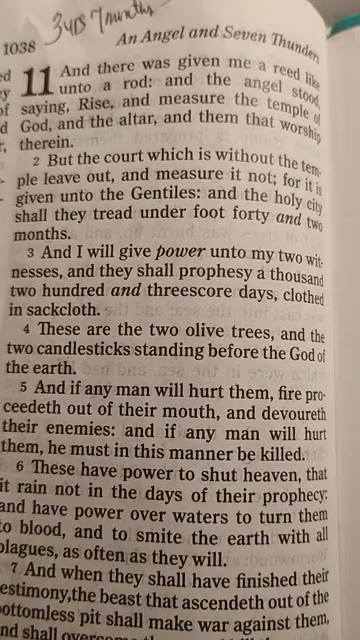 3 yrs 7 months
1038 An Angel and Seven Thunders
11 And there was given me a reed like
unto a rod: and the angel stood,
saying, Rise, and measure the temple of
God, and the altar, and them that worship
therein.
2 But the court which is without the tem-
ple leave out, and measure it not; for it is
given unto the Gentiles: and the holy city
shall they tread under foot forty and two
months.
3 And I will give power unto my two wit-
nesses, and they shall prophesy a thousand
two hundred and threescore days, clothed
in sackcloth.
4 These are the two olive trees, and the
two candlesticks standing before the God of
the earth.
5 And if any man will hurt them, fire pro-
ceedeth out of their mouth, and devoureth
their enemies: and if any man will hurt
them, he must in this manner be killed.
6 These have power to shut heaven, that
it rain not in the days of their prophecy:
and have power over waters to turn them
to blood, and to smite the earth with all
plagues, as often as they will.
7 And when they shall have finished their
testimony, the beast that ascendeth out of the
bottomless pit shall make war against them,
and shall overcome